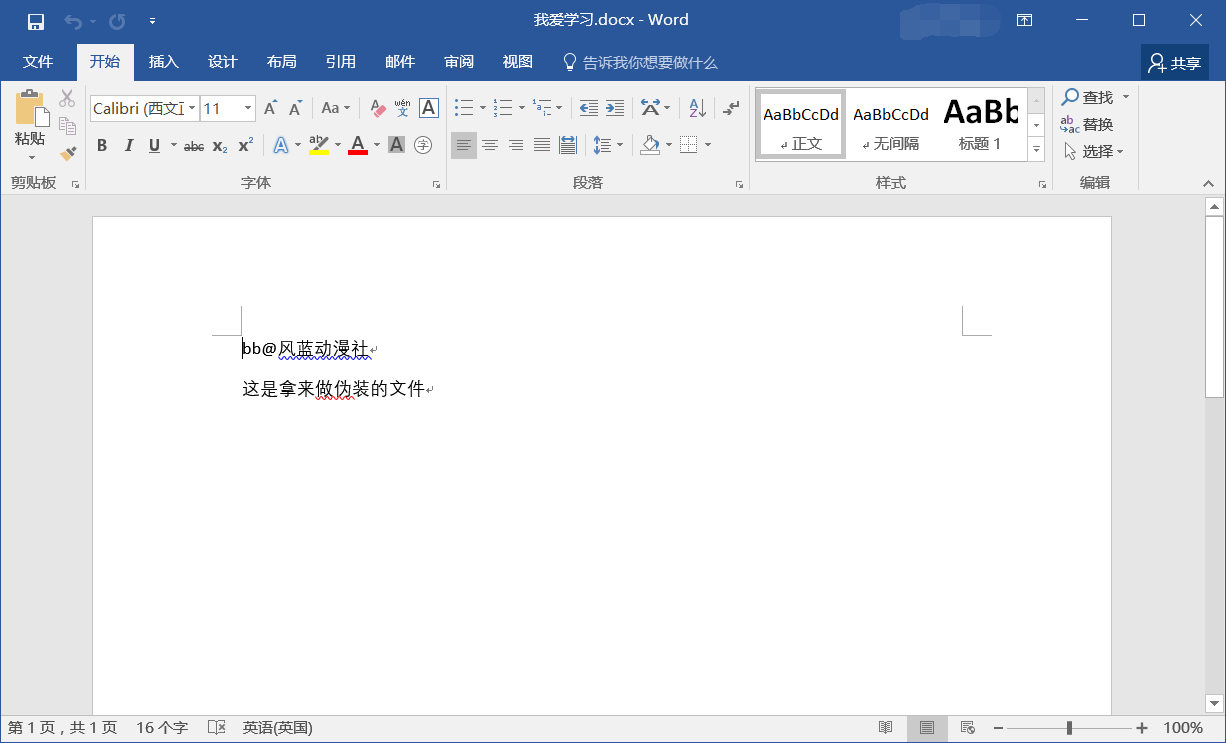 我爱学习.docx - Word
文件 开始 插入 设计 布局 引用 邮件 审阅 视图 告诉我你想要做什么 共享
粘贴
剪贴板
Calibri (西文正 11 Aa wén 文 A
B I U abc x₂ x² A ab A A 字
字体
段落
AaBbCcDd AaBbCcDd AaBb
正文 无间隔 标题 1
样式
查找
替换
选择
编辑
bb@风蓝动漫社
这是拿来做伪装的文件
第 1 页，共 1 页 16 个字 英语(英国) 100%